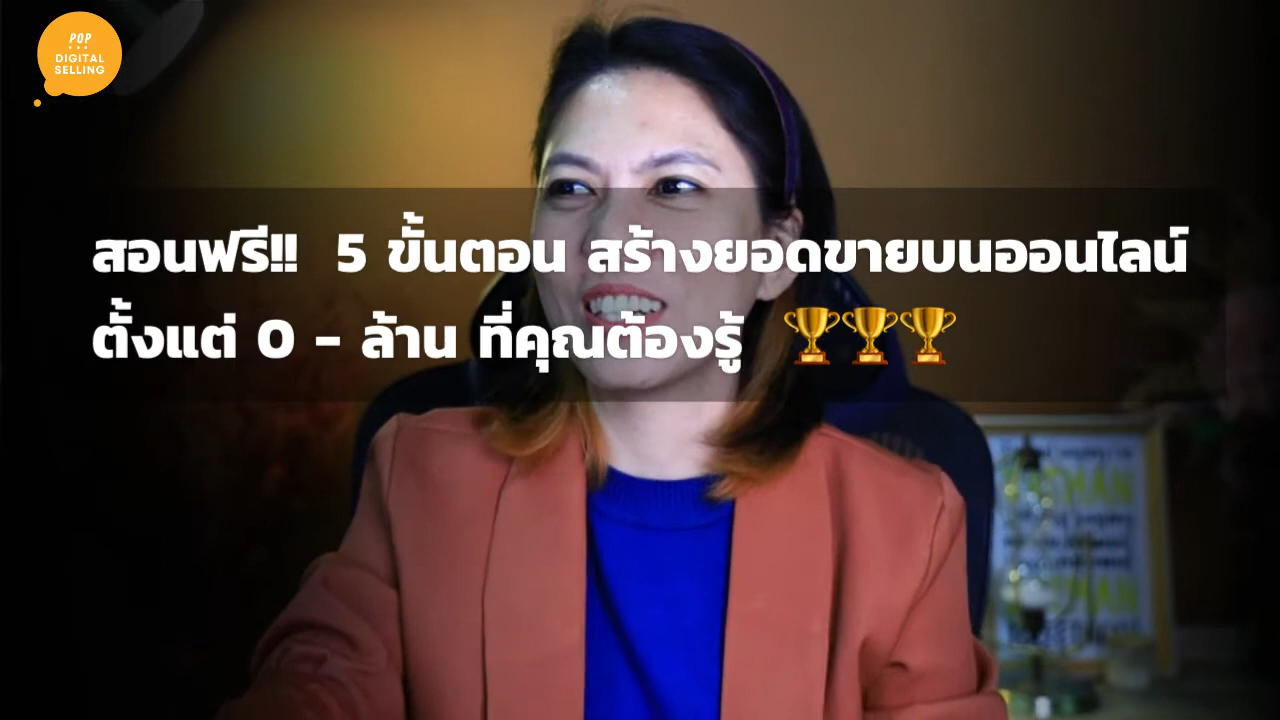 POP
DIGITAL
SELLING
สอนฟรี!! 5 ขั้นตอน สร้างยอดขายบนออนไลน์
ตั้งแต่ 0 - ล้าน ที่คุณต้องรู้ 🏆🏆🏆